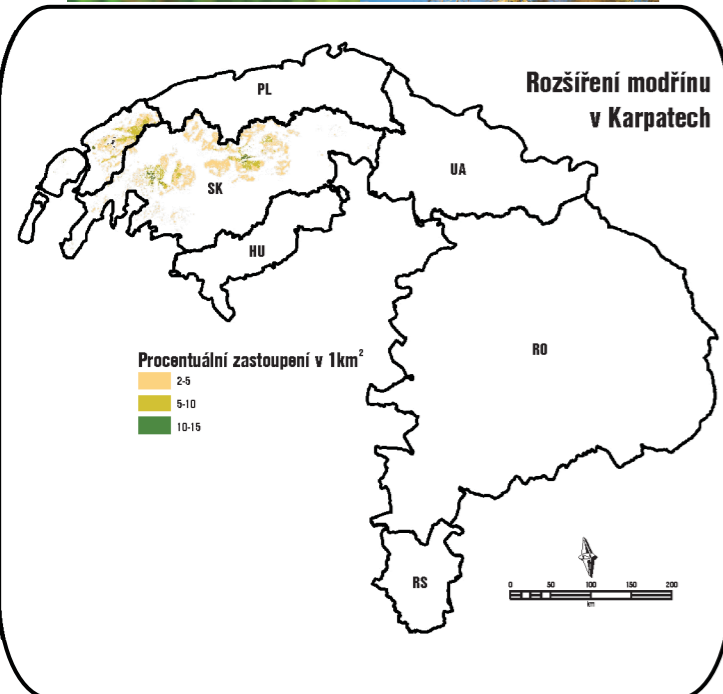 Rozšíření modřínu
v Karpatech
PL
UA
SK
HU
RO
Procentuální zastoupení v 1km²
2-5
5-10
10-15
RS
0 50 100 150 200
km